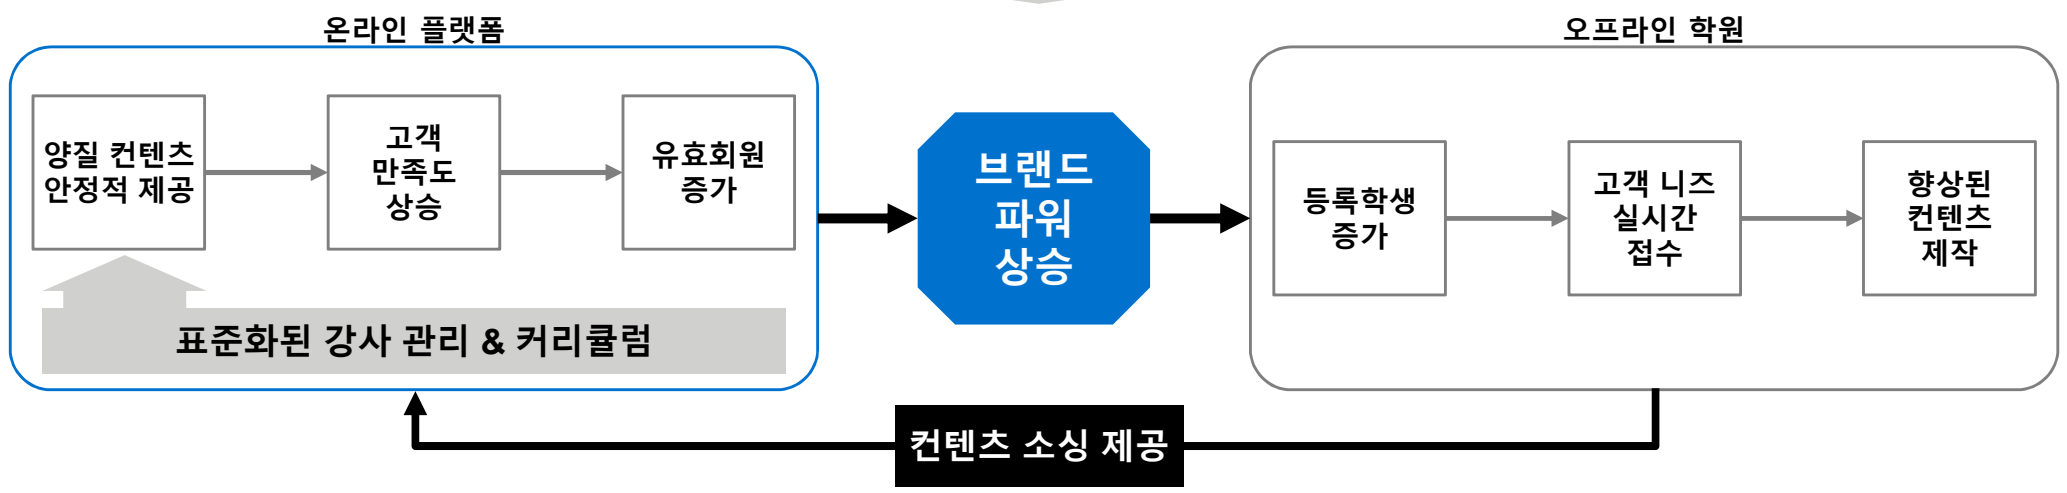 온라인 플랫폼
양질 컨텐츠
안정적 제공
고객
만족도
상승
유효회원
증가
표준화된 강사 관리 & 커리큘럼
브랜드
파워
상승
오프라인 학원
등록학생
증가
고객 니즈
실시간
접수
향상된
컨텐츠
제작
컨텐츠 소싱 제공